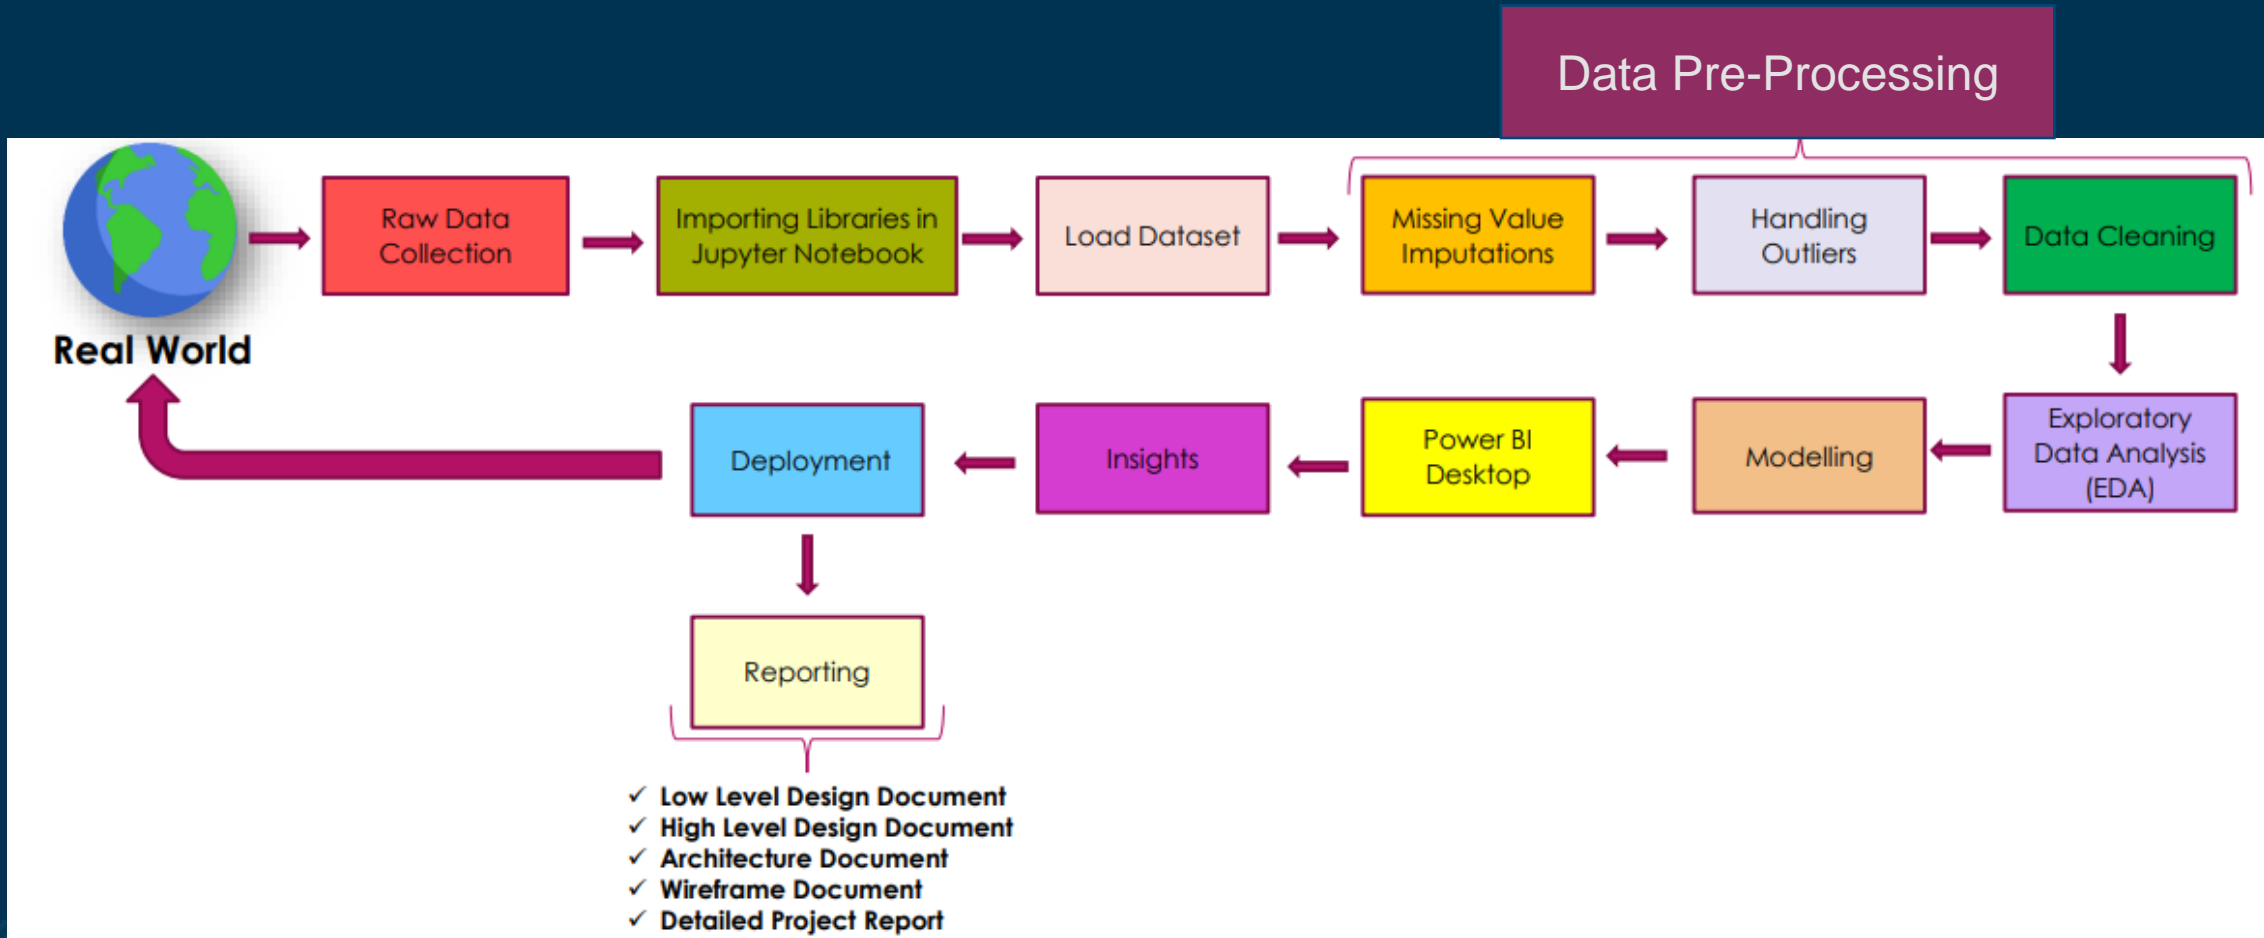 Data Pre-Processing
Raw Data
Collection
Importing Libraries in
Jupyter Notebook
Load Dataset
Missing Value
Imputations
Handling
Outliers
Data Cleaning
Real World
Deployment
Insights
Power BI
Desktop
Modelling
Exploratory
Data Analysis
(EDA)
Reporting
✓ Low Level Design Document
✓ High Level Design Document
✓ Architecture Document
✓ Wireframe Document
✓ Detailed Project Report